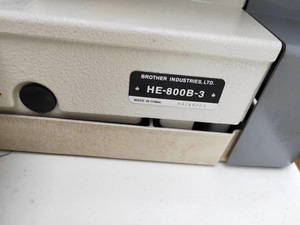 BROTHER INDUSTRIES, LTD.
HE-800B-3
MADE IN CHINA